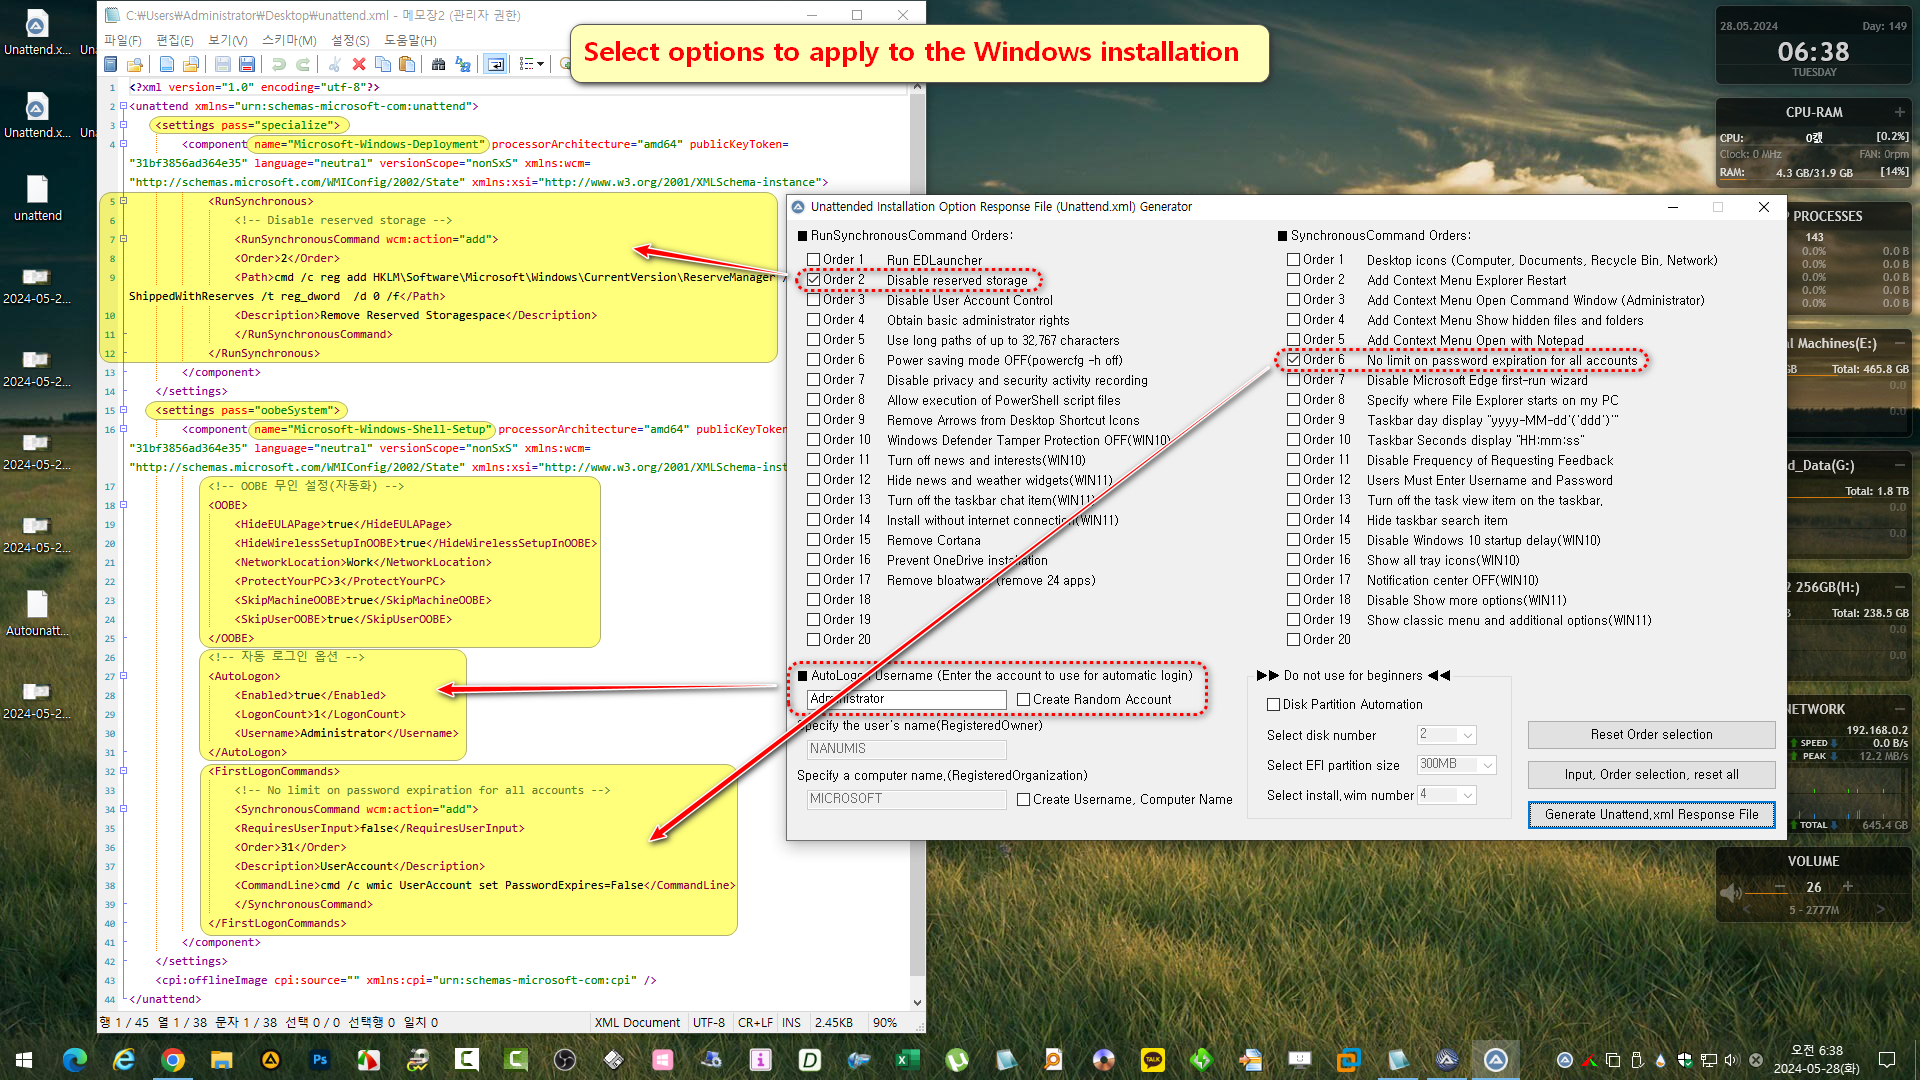 Unattend.x...
Unattend.x...
unattend
2024-05-2...
2024-05-2...
2024-05-2...
2024-05-2...
Autounatt...
2024-05-2...
C:₩Users₩Administrator₩Desktop₩unattend.xml - 메모장2 (관리자 권한)
파일(F) 편집(E) 보기(V) 스키마(M) 설정(S) 도움말(H)
Select options to apply to the Windows installation
1 <?xml version="1.0" encoding="utf-8"?>
2 <unattend xmlns="urn:schemas-microsoft-com:unattend">
3 <settings pass="specialize">
4 <component name="Microsoft-Windows-Deployment" processorArchitecture="amd64" publicKeyToken=
"31bf3856ad364e35" language="neutral" versionScope="nonSxS" xmlns:wcm=
"http://schemas.microsoft.com/WMIConfig/2002/State" xmlns:xsi="http://www.w3.org/2001/XMLSchema-instance">
5 <RunSynchronous>
6 <!-- Disable reserved storage -->
7 <RunSynchronousCommand wcm:action="add">
8 <Order>2</Order>
9 <Path>cmd /c reg add HKLM\Software\Microsoft\Windows\CurrentVersion\ReserveManager /
ShippedWithReserves /t reg_dword /d 0 /f</Path>
10 <Description>Remove Reserved Storagespace</Description>
11 </RunSynchronousCommand>
12 </RunSynchronous>
13 </component>
14 </settings>
15 <settings pass="oobeSystem">
16 <component name="Microsoft-Windows-Shell-Setup" processorArchitecture="amd64" publicKeyToken
"31bf3856ad364e35" language="neutral" versionScope="nonSxS" xmlns:wcm=
"http://schemas.microsoft.com/WMIConfig/2002/State" xmlns:xsi="http://www.w3.org/2001/XMLSchema-inst
17 <!-- OOBE 무인 설정(자동화) -->
18 <OOBE>
19 <HideEULAPage>true</HideEULAPage>
20 <HideWirelessSetupInOOBE>true</HideWirelessSetupInOOBE>
21 <NetworkLocation>Work</NetworkLocation>
22 <ProtectYourPC>3</ProtectYourPC>
23 <SkipMachineOOBE>true</SkipMachineOOBE>
24 <SkipUserOOBE>true</SkipUserOOBE>
25 </OOBE>
26 <!-- 자동 로그인 옵션 -->
27 <AutoLogon>
28 <Enabled>true</Enabled>
29 <LogonCount>1</LogonCount>
30 <Username>Administrator</Username>
31 </AutoLogon>
32 <FirstLogonCommands>
33 <!-- No limit on password expiration for all accounts -->
34 <SynchronousCommand wcm:action="add">
35 <RequiresUserInput>false</RequiresUserInput>
36 <Order>31</Order>
37 <Description>UserAccount</Description>
38 <CommandLine>cmd /c wmic UserAccount set PasswordExpires=False</CommandLine>
39 </SynchronousCommand>
40 </FirstLogonCommands>
41 </component>
42 </settings>
43 <cpi:offlineImage cpi:source="" xmlns:cpi="urn:schemas-microsoft-com:cpi" />
44 </unattend>
행 1 / 45 열 1 / 38 문자 1 / 38 선택 0 / 0 선택행 0 일치 0 XML Document UTF-8 CR+LF INS 2.45KB 90%
Unattended Installation Option Response File (Unattend.xml) Generator
■ RunSynchronousCommand Orders:
Order 1 Run EDLauncher
Order 2 Disable reserved storage
Order 3 Disable User Account Control
Order 4 Obtain basic administrator rights
Order 5 Use long paths of up to 32,767 characters
Order 6 Power saving mode OFF(powercfg -h off)
Order 7 Disable privacy and security activity recording
Order 8 Allow execution of PowerShell script files
Order 9 Remove Arrows from Desktop Shortcut Icons
Order 10 Windows Defender Tamper Protection OFF(WIN10)
Order 11 Turn off news and interests(WIN10)
Order 12 Hide news and weather widgets(WIN11)
Order 13 Turn off the taskbar chat item(WIN11)
Order 14 Install without internet connection(WIN11)
Order 15 Remove Cortana
Order 16 Prevent OneDrive installation
Order 17 Remove bloatware (remove 24 apps)
Order 18
Order 19
Order 20
■ SynchronousCommand Orders:
Order 1 Desktop icons (Computer, Documents, Recycle Bin, Network)
Order 2 Add Context Menu Explorer Restart
Order 3 Add Context Menu Open Command Window (Administrator)
Order 4 Add Context Menu Show hidden files and folders
Order 5 Add Context Menu Open with Notepad
Order 6 No limit on password expiration for all accounts
Order 7 Disable Microsoft Edge first-run wizard
Order 8 Specify where File Explorer starts on my PC
Order 9 Taskbar day display "yyyy-MM-dd'('ddd')'"
Order 10 Taskbar Seconds display "HH:mm:ss"
Order 11 Disable Frequency of Requesting Feedback
Order 12 Users Must Enter Username and Password
Order 13 Turn off the task view item on the taskbar.
Order 14 Hide taskbar search item
Order 15 Disable Windows 10 startup delay(WIN10)
Order 16 Show all tray icons(WIN10)
Order 17 Notification center OFF(WIN10)
Order 18 Disable Show more options(WIN11)
Order 19 Show classic menu and additional options(WIN11)
Order 20
■ AutoLogon Username (Enter the account to use for automatic login)
Administrator Create Random Account
Specify the user's name(RegisteredOwner)
NANUMIS
Specify a computer name.(RegisteredOrganization)
MICROSOFT Create Username, Computer Name
▶▶ Do not use for beginners ◀◀
Disk Partition Automation
Select disk number 2
Select EFI partition size 300MB
Select install.wim number 4
Reset Order selection
Input, Order selection, reset all
Generate Unattend.xml Response File
28.05.2024 Day: 149
06:38
TUESDAY
CPU-RAM
CPU: 0캜 [0.2%]
Clock: 0 MHz FAN: 0rpm
RAM: 4.3 GB/31.9 GB [14%]
PROCESSES
143
0.0% 0.0 B
0.0% 0.0 B
0.0% 0.0 B
0.0% 0.0 B
0.0% 0.0 B
l Machines(E:)
GB Total: 465.8 GB
0.0
0.0
d_Data(G:)
Total: 1.8 TB
0.0
0.0
2 256GB(H:)
Total: 238.5 GB
0.0
0.0
NETWORK
192.168.0.2
SPEED 0.0 B/s
PEAK 12.2 MB/s
TOTAL 645.4 GB
VOLUME
26
5 - 2777M
Ps
TALK
오전 6:38
2024-05-28(화)